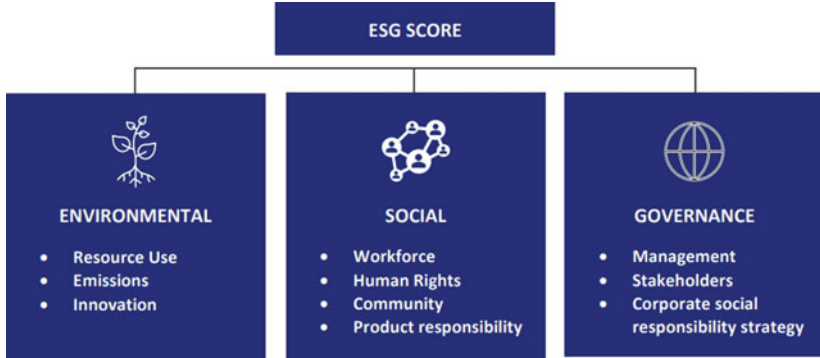 ESG SCORE
ENVIRONMENTAL
• Resource Use
• Emissions
• Innovation
SOCIAL
• Workforce
• Human Rights
• Community
• Product responsibility
GOVERNANCE
• Management
• Stakeholders
• Corporate social
responsibility strategy